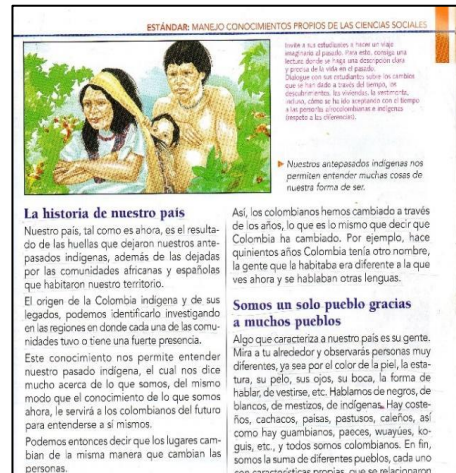 ESTÁNDAR: MANEJO CONOCIMIENTOS PROPIOS DE LAS CIENCIAS SOCIALES
Invite a sus estudiantes a hacer un viaje
imaginario al pasado. Para esto, consiga una
lectura donde se haga una descripción clara
y precisa de la vida en el pasado.
Dialogue con sus estudiantes sobre los cambios
que se han dado a través del tiempo, los
descubrimientos, las viviendas, la vestimenta,
incluso, cómo se ha ido aceptando con el tiempo
a las personas afrocolombianas e indígenas
(respeto a las diferencias).
▶ Nuestros antepasados indígenas nos
permiten entender muchas cosas de
nuestra forma de ser.
La historia de nuestro país
Nuestro país, tal como es ahora, es el resulta-
do de las huellas que dejaron nuestros ante-
pasados indígenas, además de las dejadas
por las comunidades africanas y españolas
que habitaron nuestro territorio.
El origen de la Colombia indígena y de sus
legados, podemos identificarlo investigando
en las regiones en donde cada una de las comu-
nidades tuvo o tiene una fuerte presencia.
Este conocimiento nos permite entender
nuestro pasado indígena, el cual nos dice
mucho acerca de lo que somos, del mismo
modo que el conocimiento de lo que somos
ahora, le servirá a los colombianos del futuro
para entenderse a sí mismos.
Podemos entonces decir que los lugares cam-
bian de la misma manera que cambian las
personas.
Así, los colombianos hemos cambiado a través
de los años, lo que es lo mismo que decir que
Colombia ha cambiado. Por ejemplo, hace
quinientos años Colombia tenía otro nombre,
la gente que la habitaba era diferente a la que
ves ahora y se hablaban otras lenguas.
Somos un solo pueblo gracias
a muchos pueblos
Algo que caracteriza a nuestro país es su gente.
Mira a tu alrededor y observarás personas muy
diferentes, ya sea por el color de la piel, la esta-
tura, su pelo, sus ojos, su boca, la forma de
hablar, de vestirse, etc. Hablamos de negros, de
blancos, de mestizos, de indígenas. Hay coste-
ños, cachacos, paisas, pastusos, caleños, así
como hay guambianos, paeces, wuayúes, ko-
guis, etc., y todos somos colombianos. En fin,
somos la suma de diferentes pueblos, cada uno
con características propias, que se relacionaron